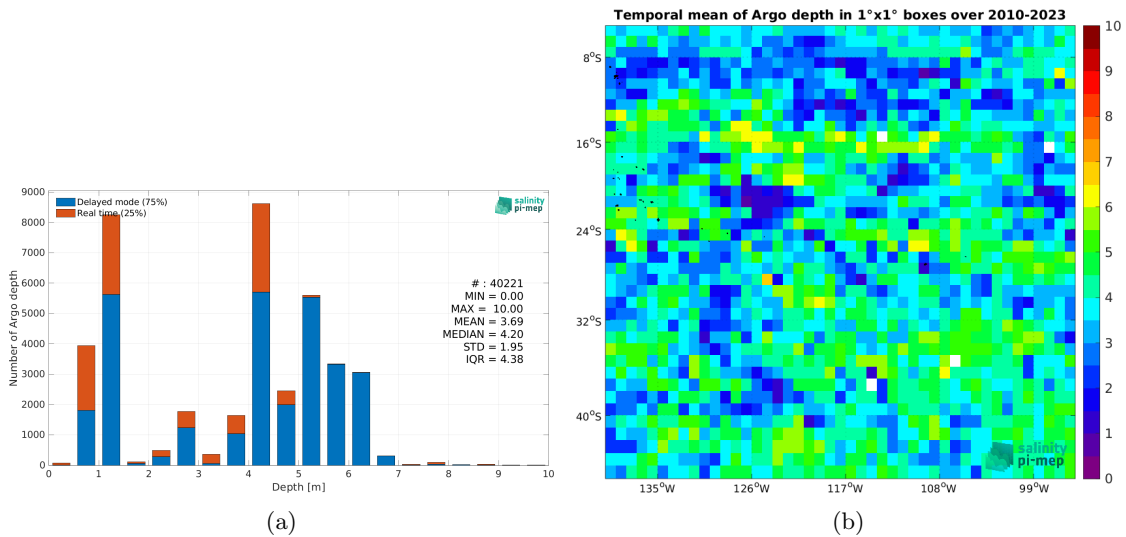 Temporal mean of Argo depth in 1°x1° boxes over 2010-2023
9000
8000
7000
6000
5000
4000
3000
2000
1000
0
Number of Argo depth
Delayed mode (75%)
Real time (25%)
salinity
pi-mep
# : 40221
MIN = 0.00
MAX = 10.00
MEAN = 3.69
MEDIAN = 4.20
STD = 1.95
IQR = 4.38
0 1 2 3 4 5 6 7 8 9 10
Depth [m]
(a)
8°S
16°S
24°S
32°S
40°S
135°W 126°W 117°W 108°W 99°W
salinity
pi-mep
10
9
8
7
6
5
4
3
2
1
0
(b)